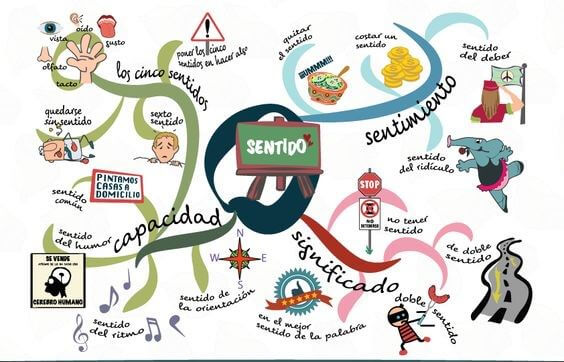 SENTIDO
los cinco sentidos
vista
oído
gusto
olfato
tacto
poner los cinco
sentidos en hacer algo
quedarse
sin sentido
sexto
sentido
PINTAMOS
CASAS A
DOMICILIO
sentido
común
capacidad
sentido
del humor
SE VENDE
CEREBRO HUMANO
sentido
del ritmo
sentido de
la orientación
N
W
E
S
sentimiento
quitar
el sentido
¡¡UMMMM!!!
costar un
sentido
sentido
del deber
sentido
del ridículo
significado
STOP
NO
DETENERSE
no tener
sentido
de doble
sentido
doble
sentido
en el mejor
sentido de la palabra